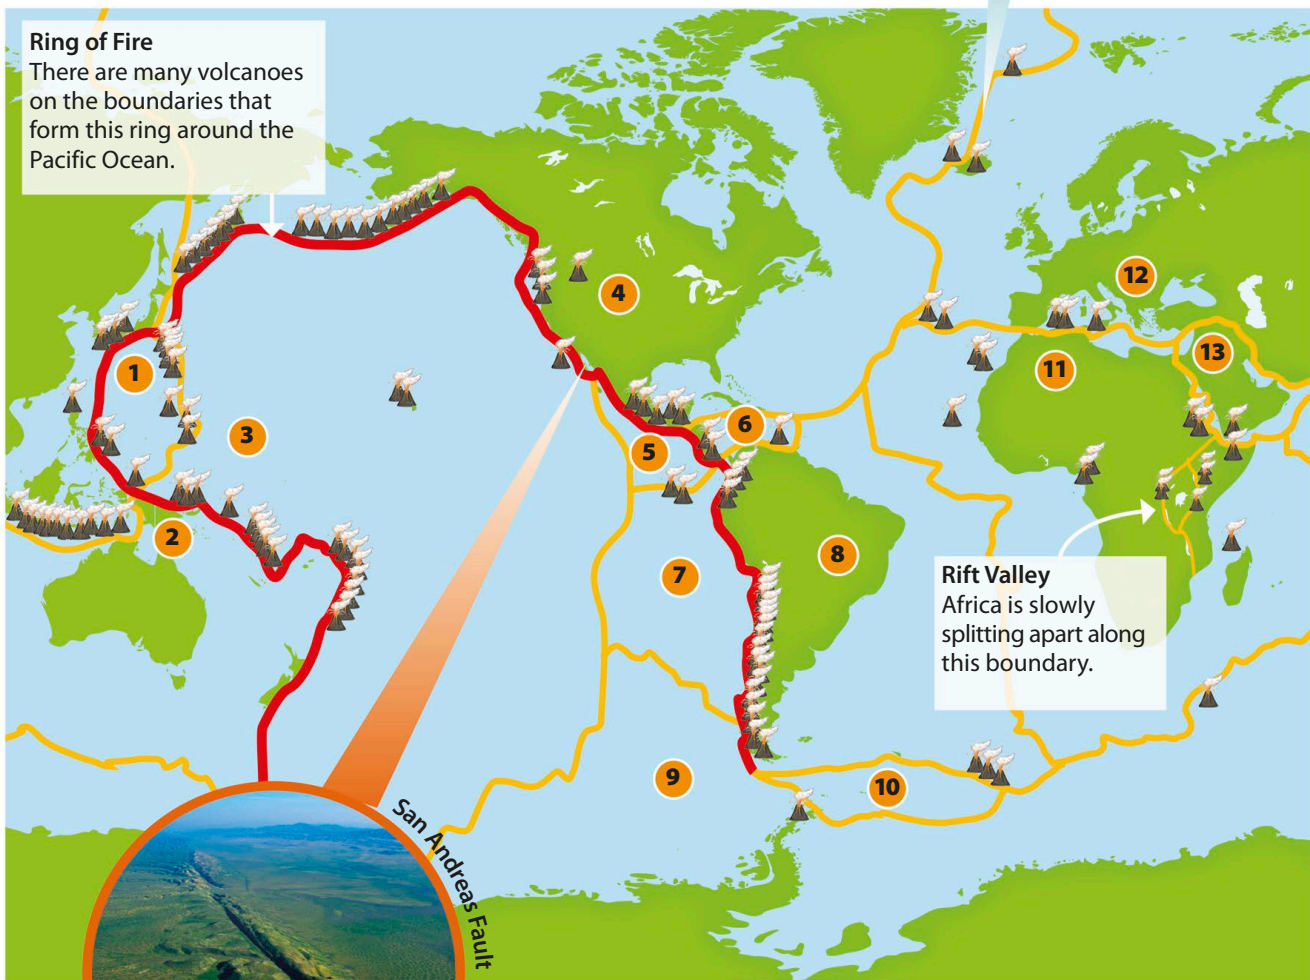 Ring of Fire
There are many volcanoes
on the boundaries that
form this ring around the
Pacific Ocean.
12
4
13
11
1
6
3
5
2
8
7
Rift Valley
Africa is slowly
splitting apart along
this boundary.
9
10
San Andreas Fault